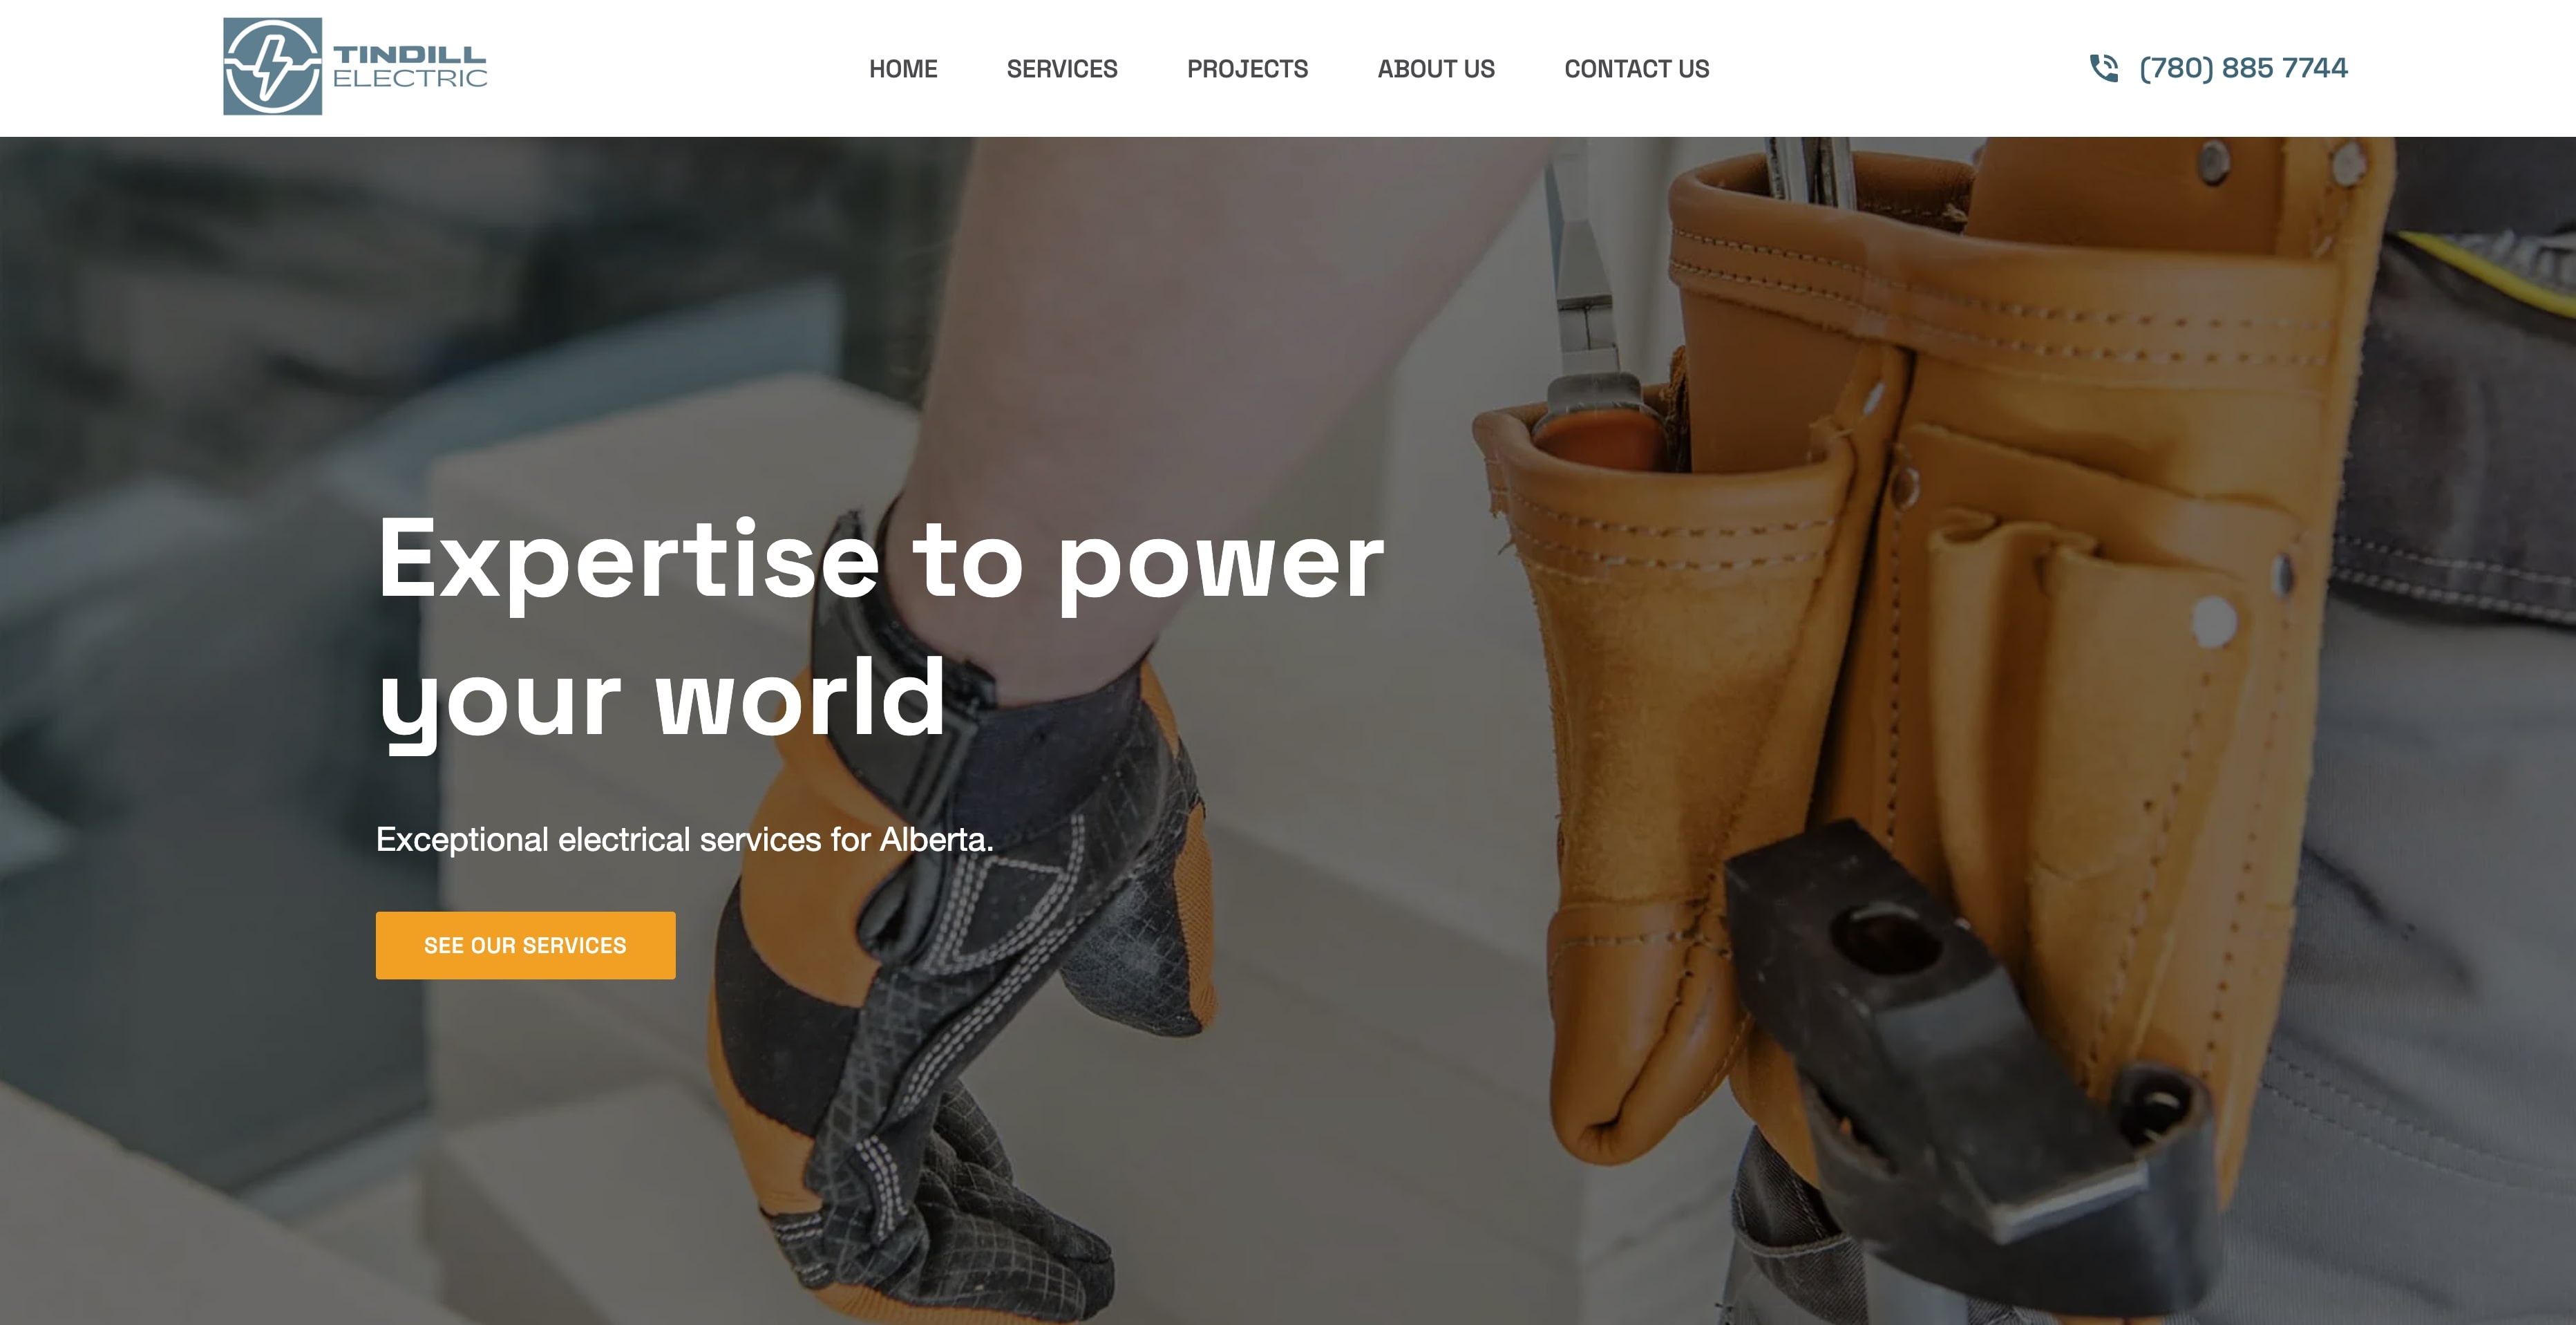 TINDILL
ELECTRIC
HOME
SERVICES
PROJECTS
ABOUT US
CONTACT US
(780) 885 7744
Expertise to power
your world
Exceptional electrical services for Alberta.
SEE OUR SERVICES